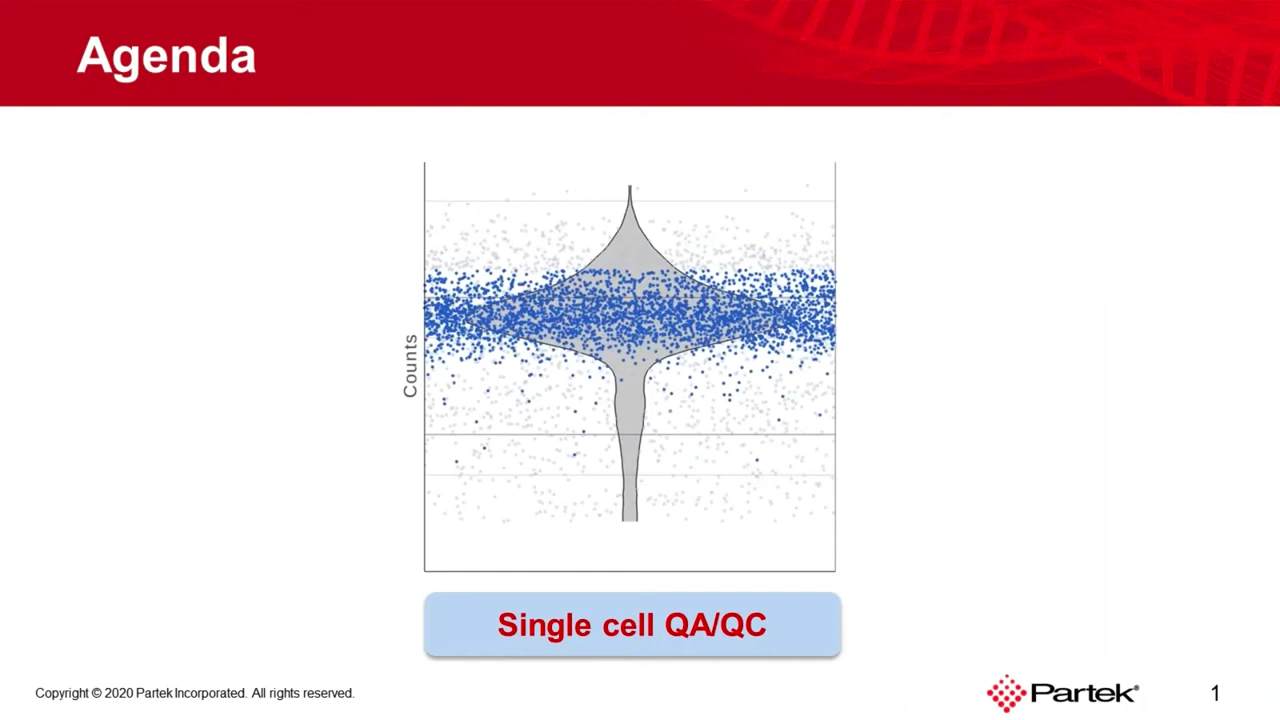 Agenda
Counts
Single cell QA/QC
Copyright © 2020 Partek Incorporated. All rights reserved.
Partek®
1